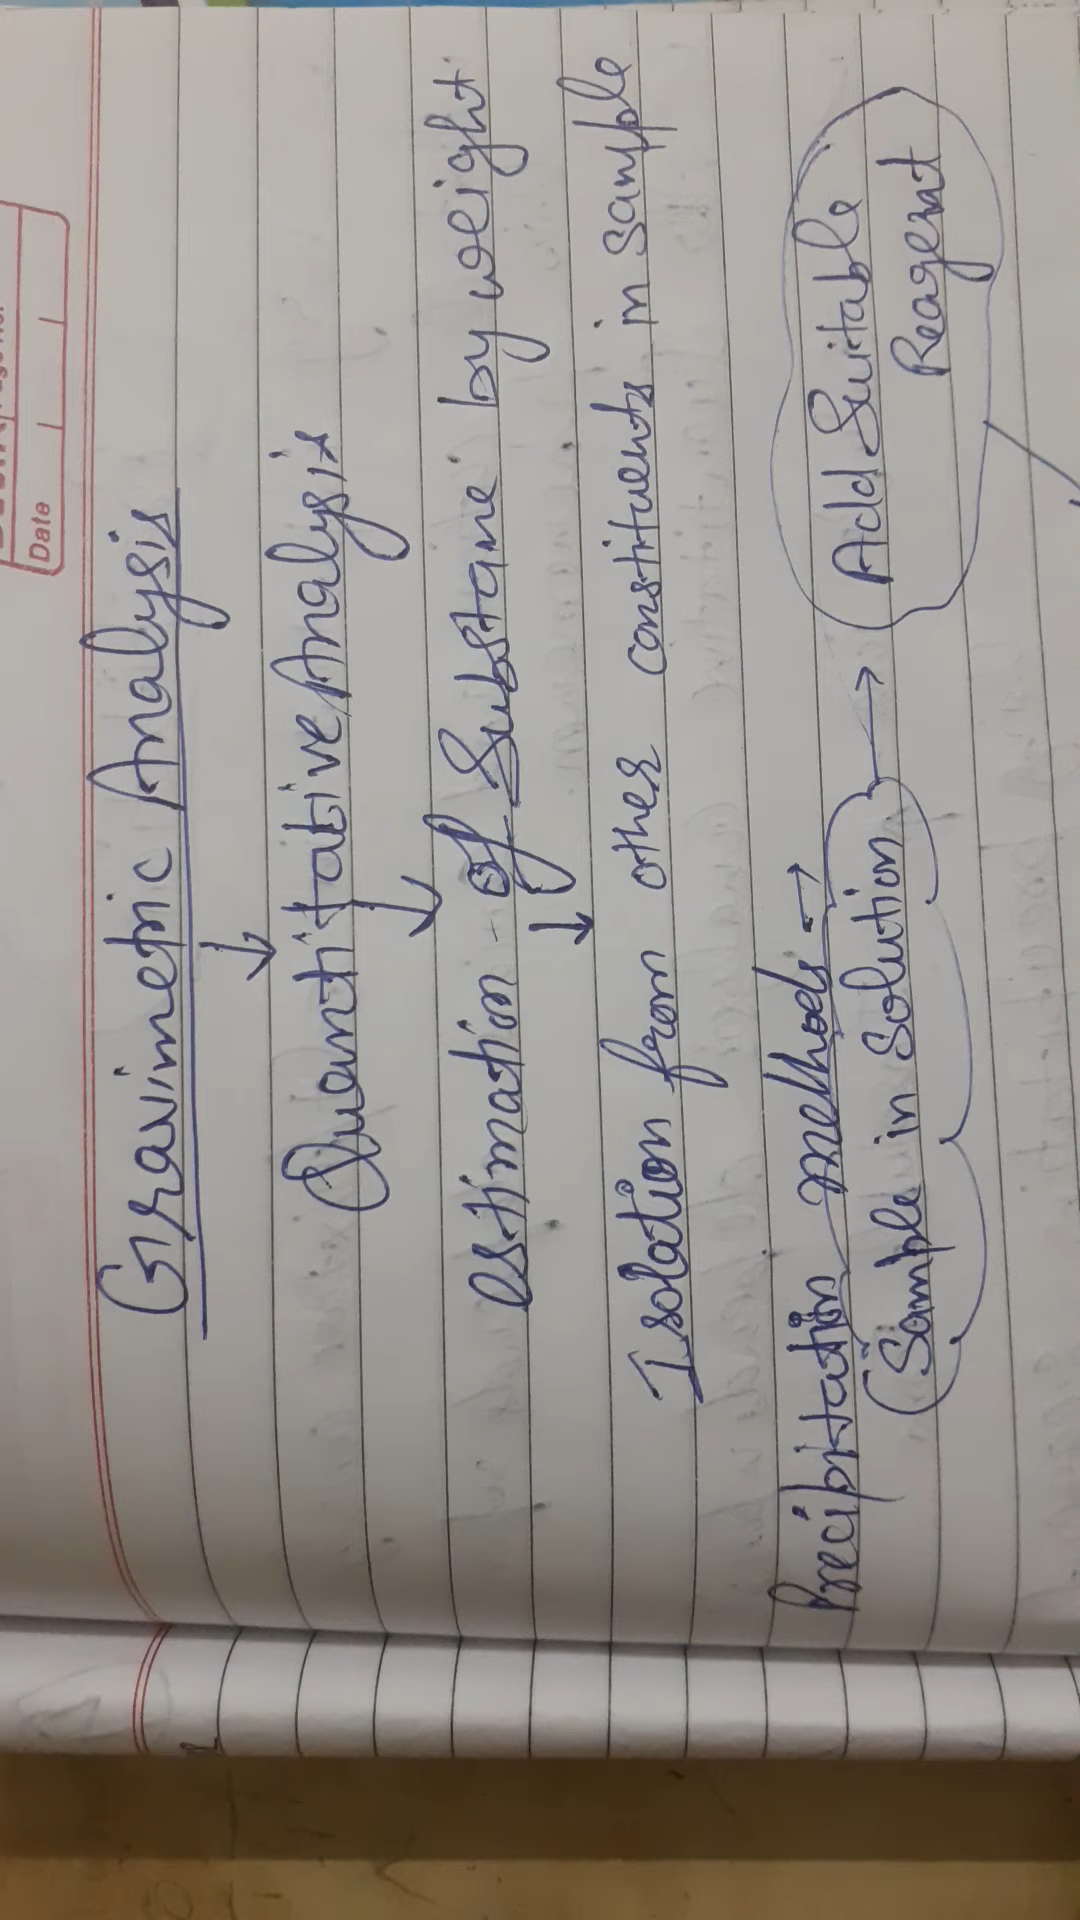 Date
Gravimetric Analysis
↓
Quantitative Analysis
↓
estimation of Substane by weight
↓
Isolation from other constituents in sample
Precipitation methods →
(Sample in solution) → Add Suitable
Reagent